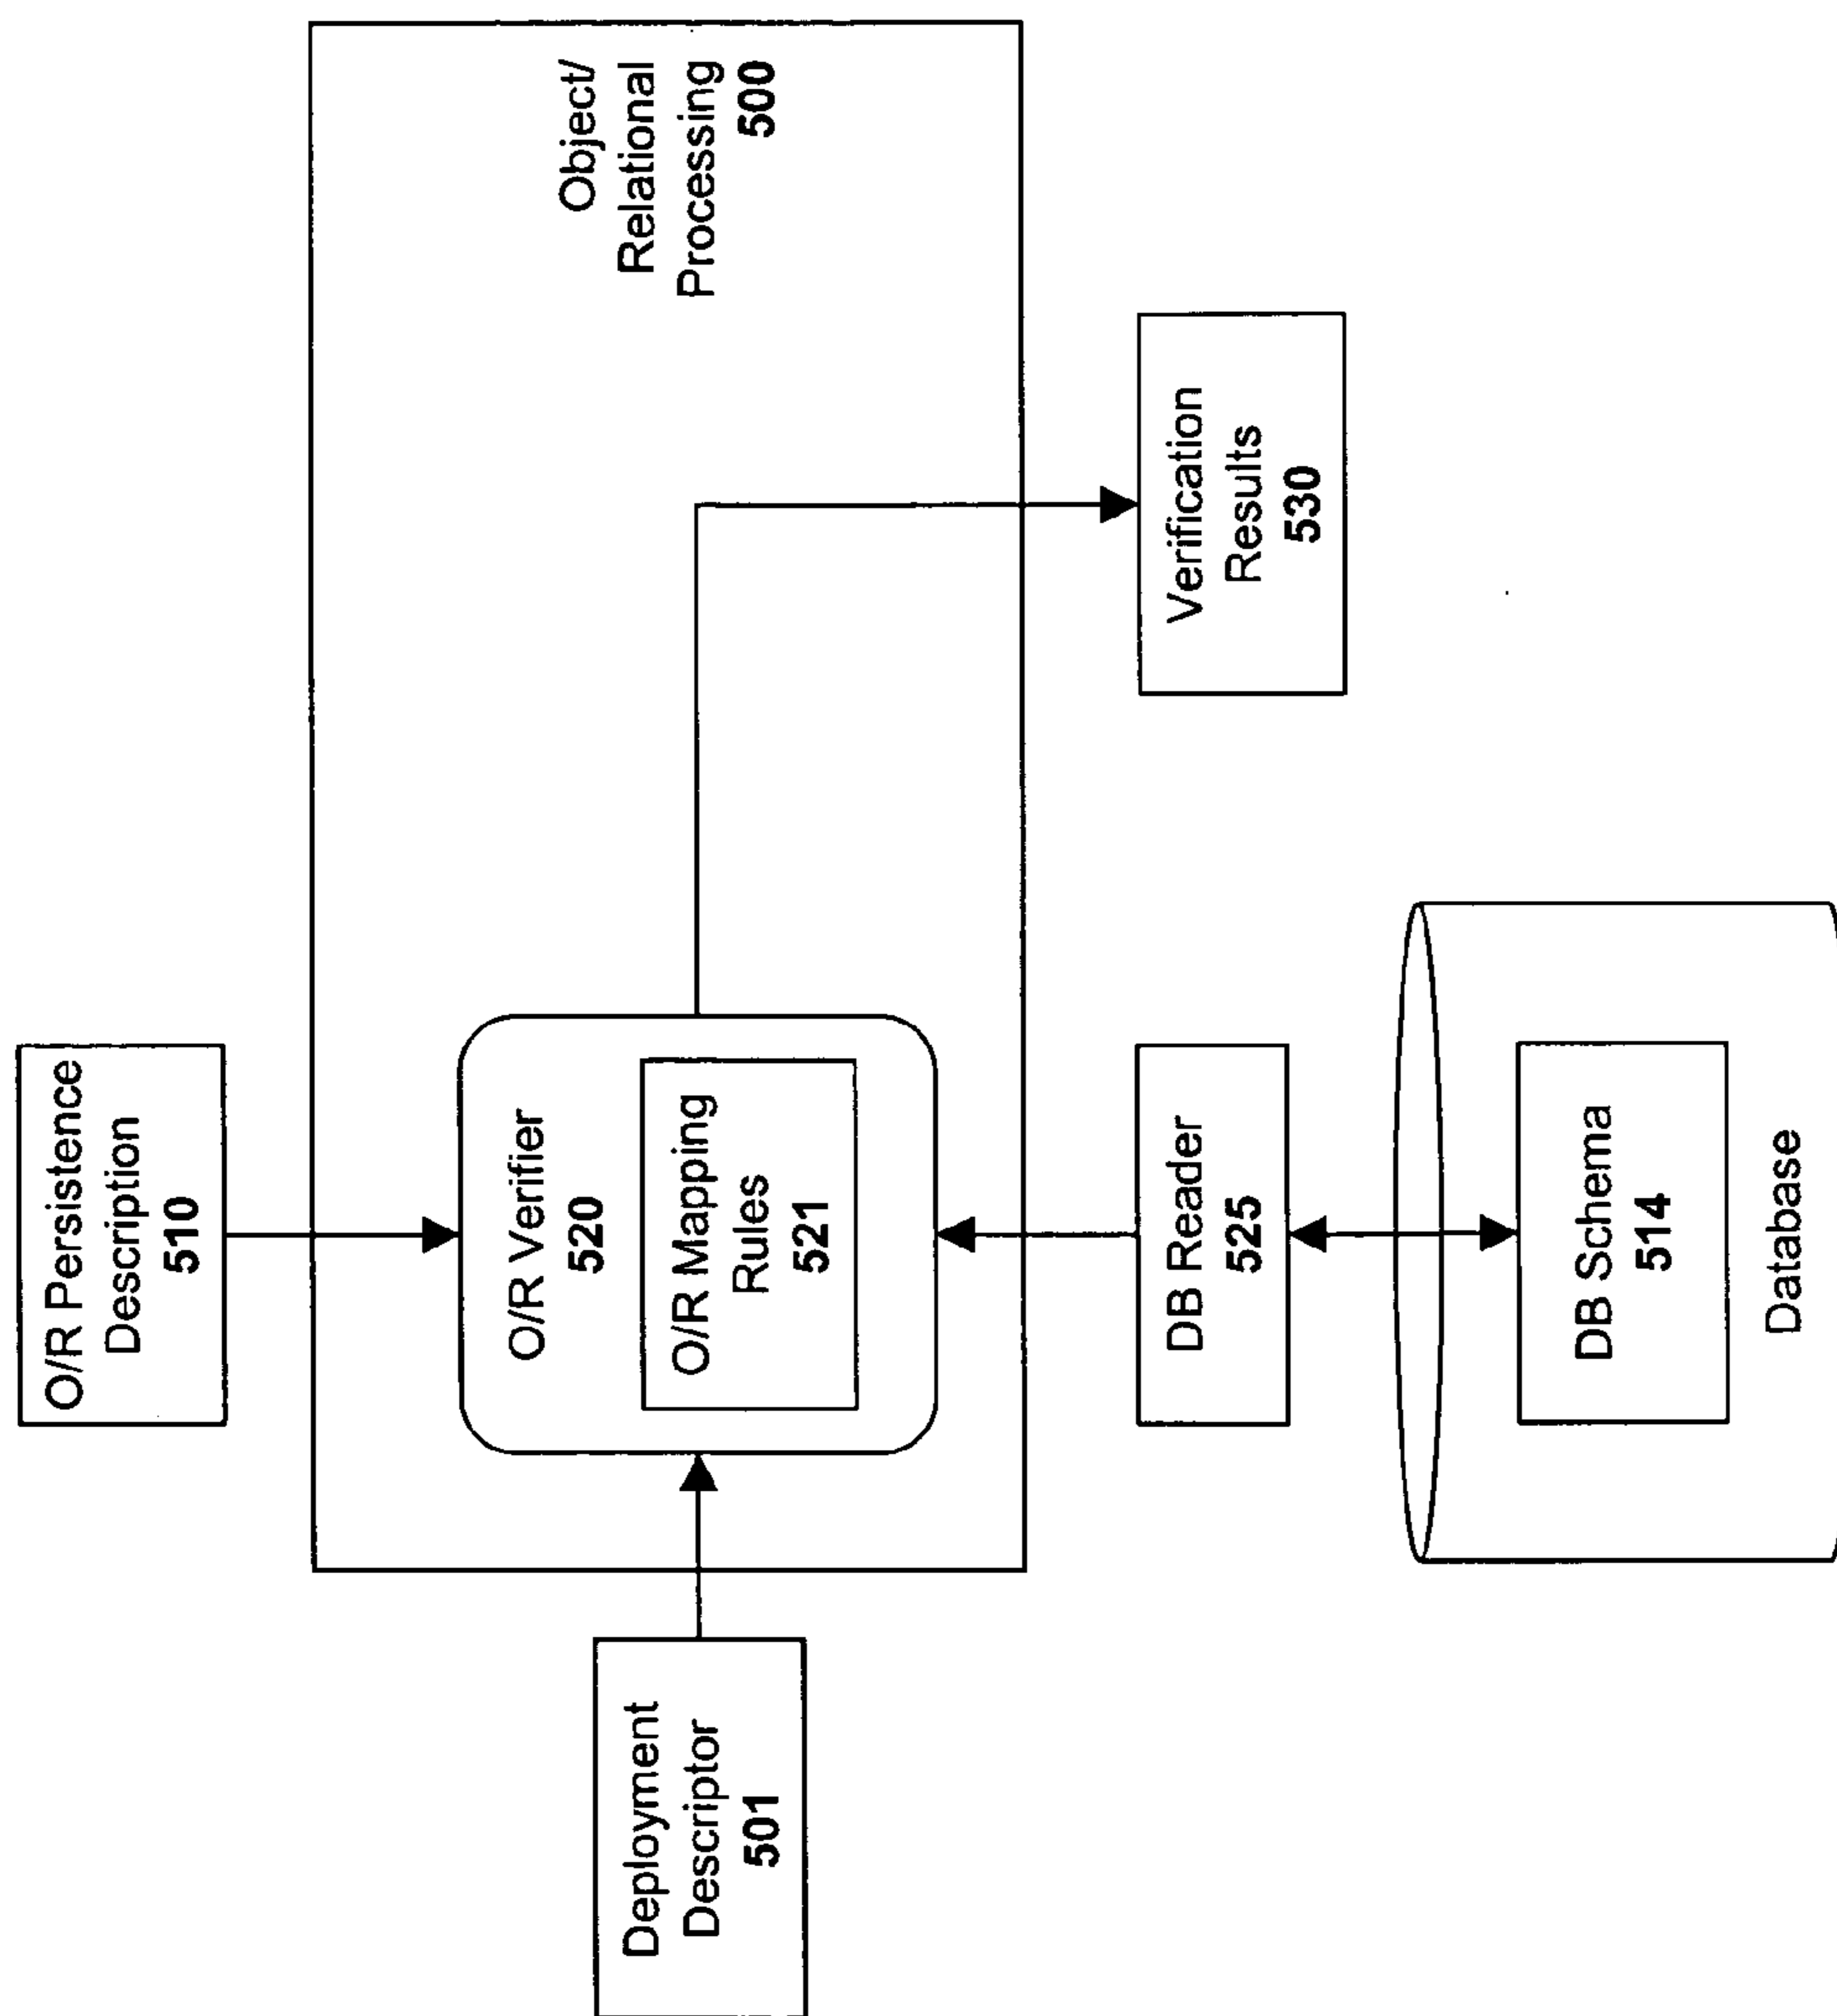 O/R Persistence
Description
510
Object/
Relational
Processing
500
Deployment
Descriptor
501
O/R Verifier
520
O/R Mapping
Rules
521
DB Reader
525
Verification
Results
530
DB Schema
514
Database